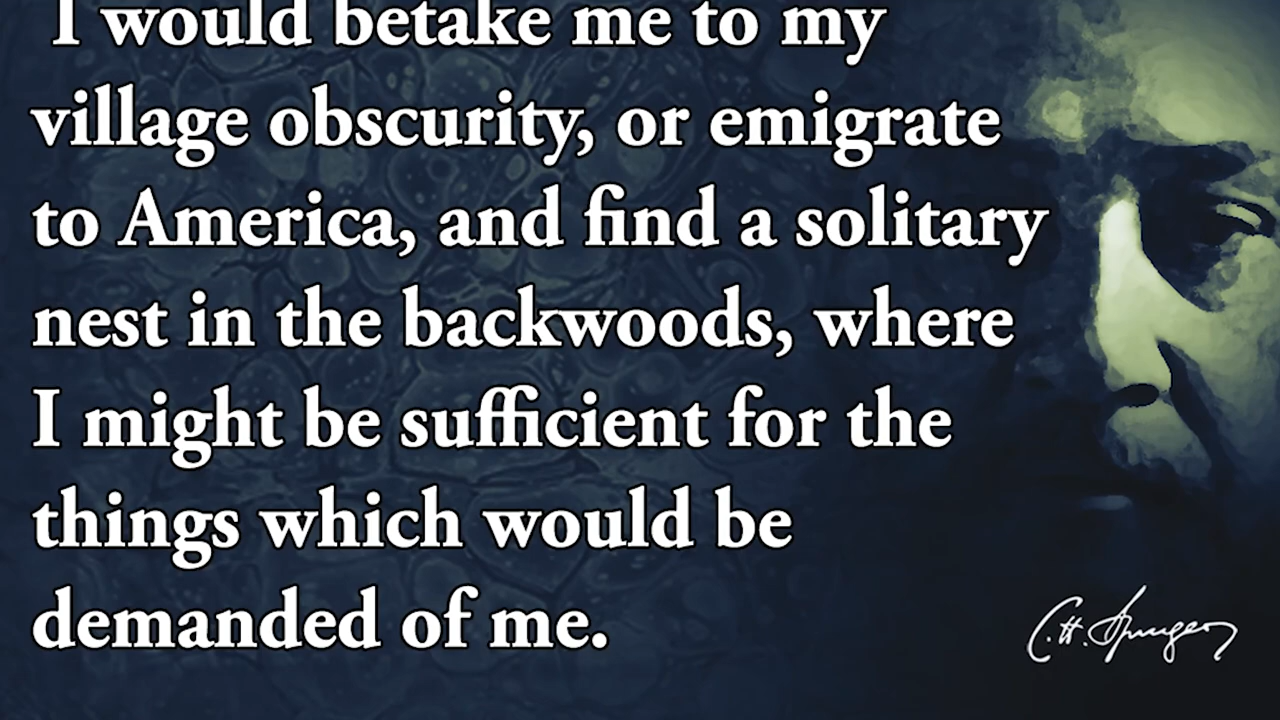 I would betake me to my
village obscurity, or emigrate
to America, and find a solitary
nest in the backwoods, where
I might be sufficient for the
things which would be
demanded of me.
C. H. Spurgeon